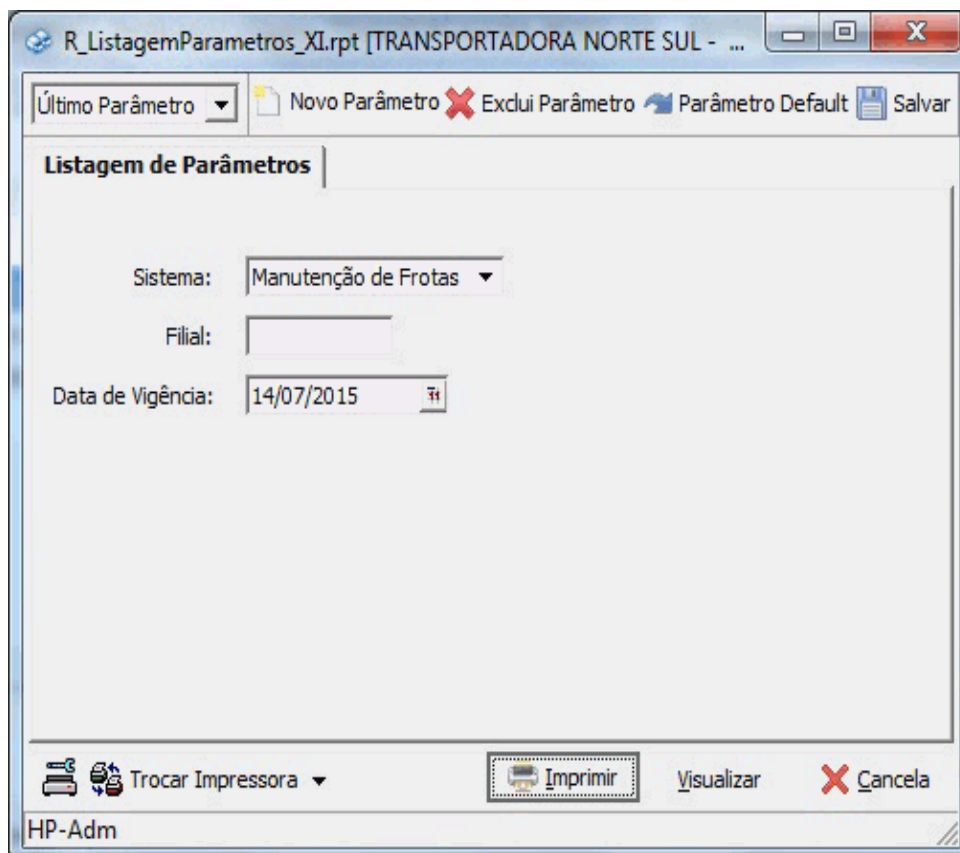 R_ListagemParametros_XI.rpt [TRANSPORTADORA NORTE SUL - ...
Último Parâmetro Novo Parâmetro Exclui Parâmetro Parâmetro Default Salvar
Listagem de Parâmetros
Sistema: Manutenção de Frotas
Filial:
Data de Vigência: 14/07/2015
Trocar Impressora Imprimir Visualizar Cancela
HP-Adm